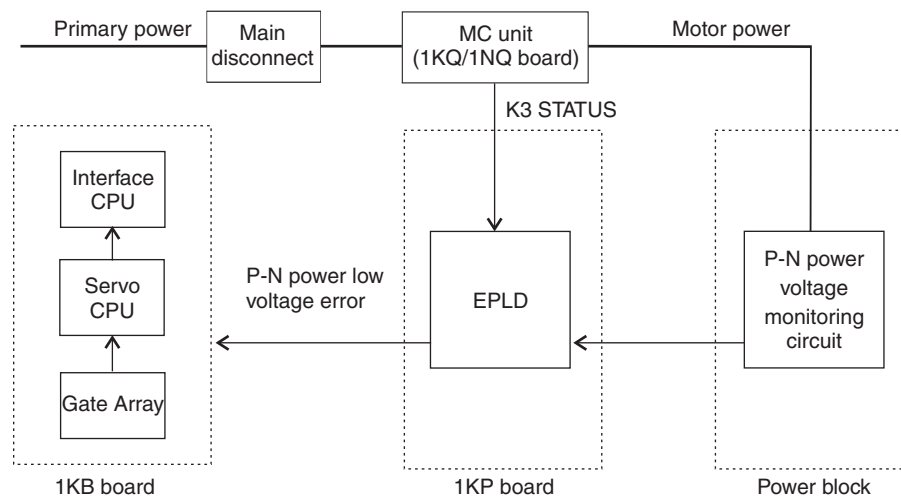 Primary power
Main
disconnect
MC unit
(1KQ/1NQ board)
Motor power
K3 STATUS
Interface
CPU
Servo
CPU
Gate Array
P-N power low
voltage error
EPLD
P-N power
voltage
monitoring
circuit
1KB board
1KP board
Power block